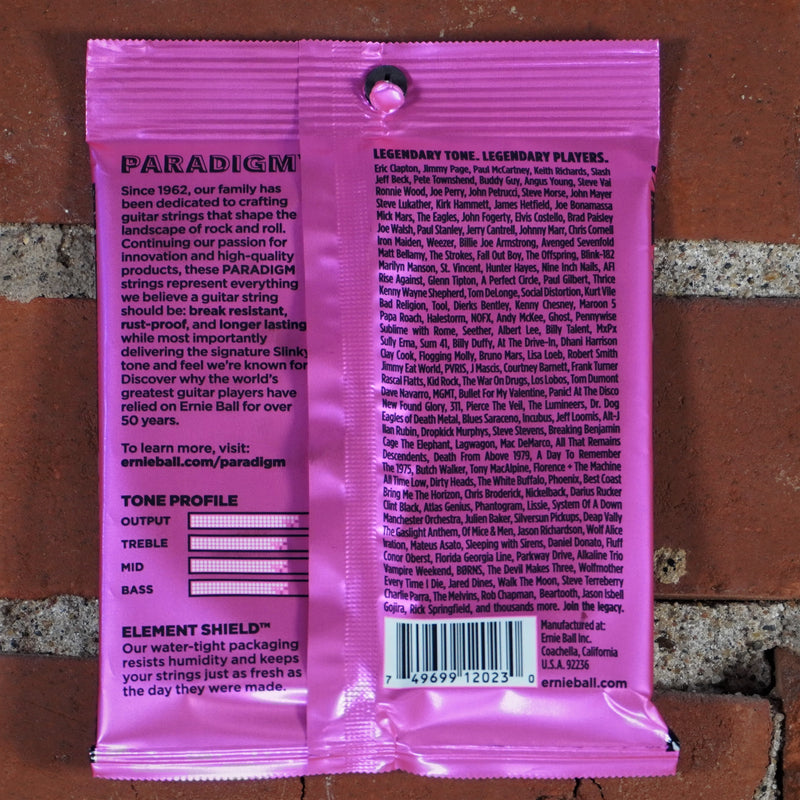 PARADIGM
Since 1962, our family has
been dedicated to crafting
guitar strings that shape the
landscape of rock and roll.
Continuing our passion for
innovation and high-quality
products, these PARADIGM
strings represent everything
we believe a guitar string
should be: break resistant,
rust-proof, and longer lasting
while most importantly
delivering the signature Slinky
tone and feel we're known for.
Discover why the world's
greatest guitar players have
relied on Ernie Ball for over
50 years.
To learn more, visit:
ernieball.com/paradigm
TONE PROFILE
OUTPUT
TREBLE
MID
BASS
ELEMENT SHIELD™
Our water-tight packaging
resists humidity and keeps
your strings just as fresh as
the day they were made.
LEGENDARY TONE. LEGENDARY PLAYERS.
Eric Clapton, Jimmy Page, Paul McCartney, Keith Richards, Slash
Jeff Beck, Pete Townshend, Buddy Guy, Angus Young, Steve Vai
Ronnie Wood, Joe Perry, John Petrucci, Steve Morse, John Mayer
Steve Lukather, Kirk Hammett, James Hetfield, Joe Bonamassa
Mick Mars, The Eagles, John Fogerty, Elvis Costello, Brad Paisley
Joe Walsh, Paul Stanley, Jerry Cantrell, Johnny Marr, Chris Cornell
Iron Maiden, Weezer, Billie Joe Armstrong, Avenged Sevenfold
Matt Bellamy, The Strokes, Fall Out Boy, The Offspring, Blink-182
Marilyn Manson, St. Vincent, Hunter Hayes, Nine Inch Nails, AFI
Rise Against, Glenn Tipton, A Perfect Circle, Paul Gilbert, Thrice
Kenny Wayne Shepherd, Tom DeLonge, Social Distortion, Kurt Vile
Bad Religion, Tool, Dierks Bentley, Kenny Chesney, Maroon 5
Papa Roach, Halestorm, NOFX, Andy McKee, Ghost, Pennywise
Sublime with Rome, Seether, Albert Lee, Billy Talent, MxPx
Sully Erna, Sum 41, Billy Duffy, At The Drive-In, Dhani Harrison
Clay Cook, Flogging Molly, Bruno Mars, Lisa Loeb, Robert Smith
Jimmy Eat World, PVRIS, J Mascis, Courtney Barnett, Frank Turner
Rascal Flatts, Kid Rock, The War On Drugs, Los Lobos, Tom Dumont
Dave Navarro, MGMT, Bullet For My Valentine, Panic! At The Disco
New Found Glory, 311, Pierce The Veil, The Lumineers, Dr. Dog
Eagles of Death Metal, Blues Saraceno, Incubus, Jeff Loomis, Alt-J
Ilan Rubin, Dropkick Murphys, Steve Stevens, Breaking Benjamin
Cage The Elephant, Lagwagon, Mac DeMarco, All That Remains
Descendents, Death From Above 1979, A Day To Remember
The 1975, Butch Walker, Tony MacAlpine, Florence + The Machine
All Time Low, Dirty Heads, The White Buffalo, Phoenix, Best Coast
Bring Me The Horizon, Chris Broderick, Nickelback, Darius Rucker
Clint Black, Atlas Genius, Phantogram, Lissie, System Of A Down
Manchester Orchestra, Julien Baker, Silversun Pickups, Deap Vally
The Gaslight Anthem, Of Mice & Men, Jason Richardson, Wolf Alice
Iration, Mateus Asato, Sleeping with Sirens, Daniel Donato, Fluff
Conor Oberst, Florida Georgia Line, Parkway Drive, Alkaline Trio
Vampire Weekend, BØRNS, The Devil Makes Three, Wolfmother
Every Time I Die, Jared Dines, Walk The Moon, Steve Terreberry
Charlie Parra, The Melvins, Rob Chapman, Beartooth, Jason Isbell
Gojira, Rick Springfield, and thousands more. Join the legacy.
7 49699 12023 0
Manufactured at:
Ernie Ball Inc.
Coachella, California
U.S.A. 92236
ernieball.com